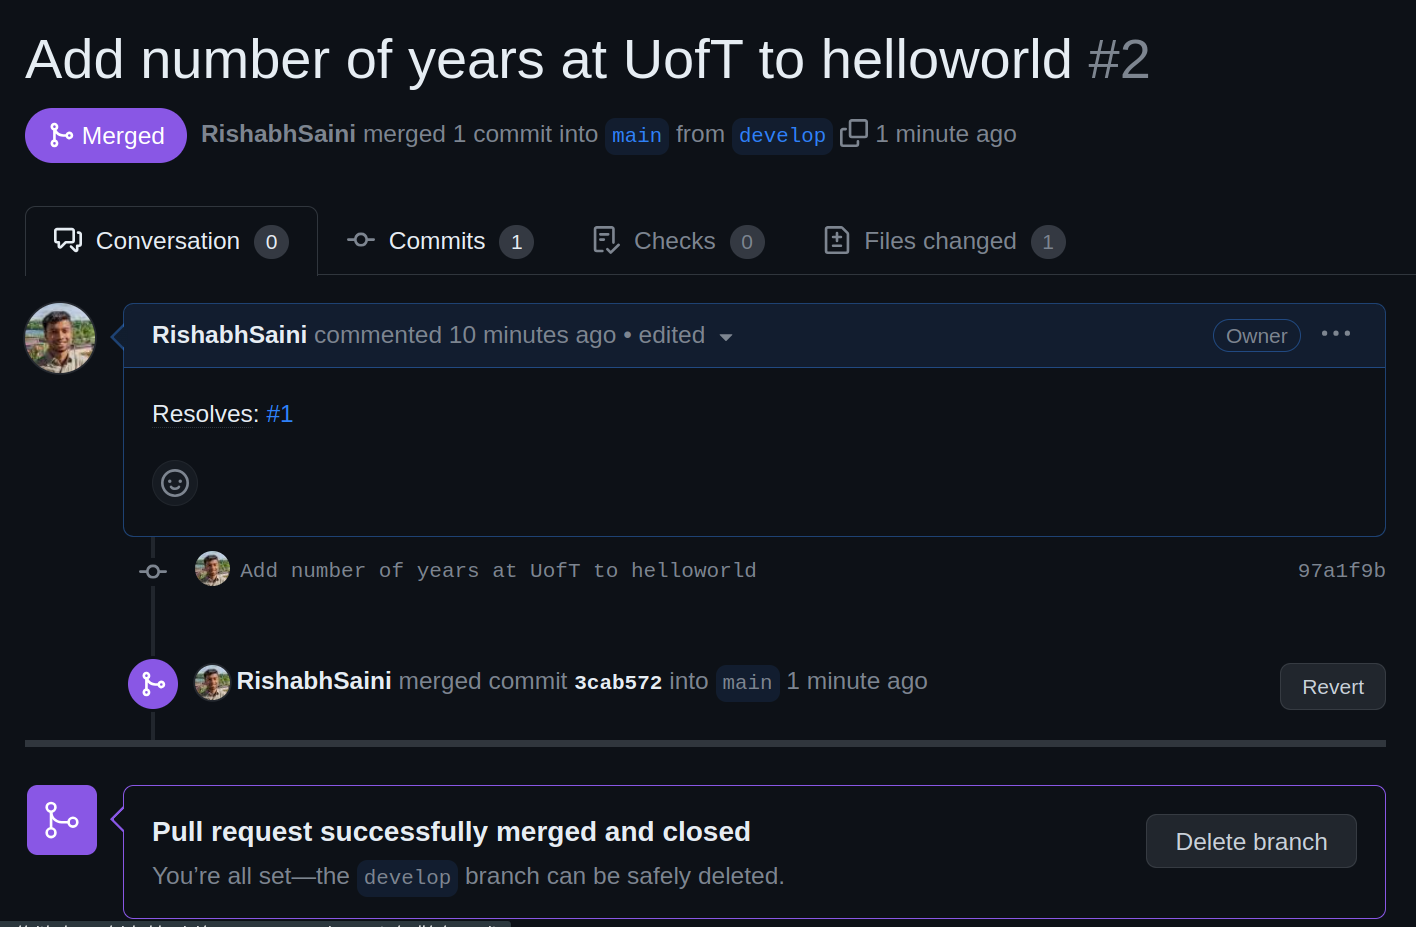 Add number of years at UofT to helloworld #2
Merged RishabhSaini merged 1 commit into main from develop 1 minute ago
Conversation 0 Commits 1 Checks 0 Files changed 1
RishabhSaini commented 10 minutes ago • edited Owner
Resolves: #1
Add number of years at UofT to helloworld 97a1f9b
RishabhSaini merged commit 3cab572 into main 1 minute ago Revert
Pull request successfully merged and closed
Delete branch
You’re all set—the develop branch can be safely deleted.